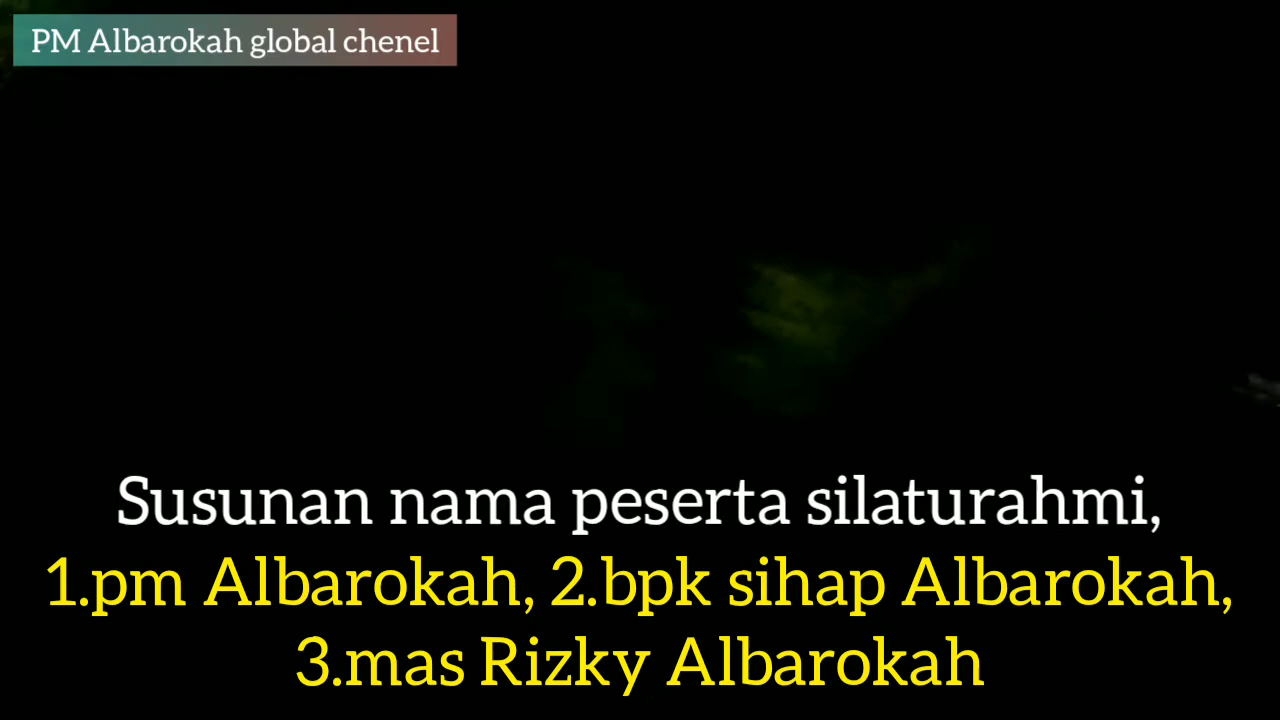 PM Albarokah global chenel
Susunan nama peserta silaturahmi,
1.pm Albarokah, 2.bpk sihap Albarokah,
3.mas Rizky Albarokah